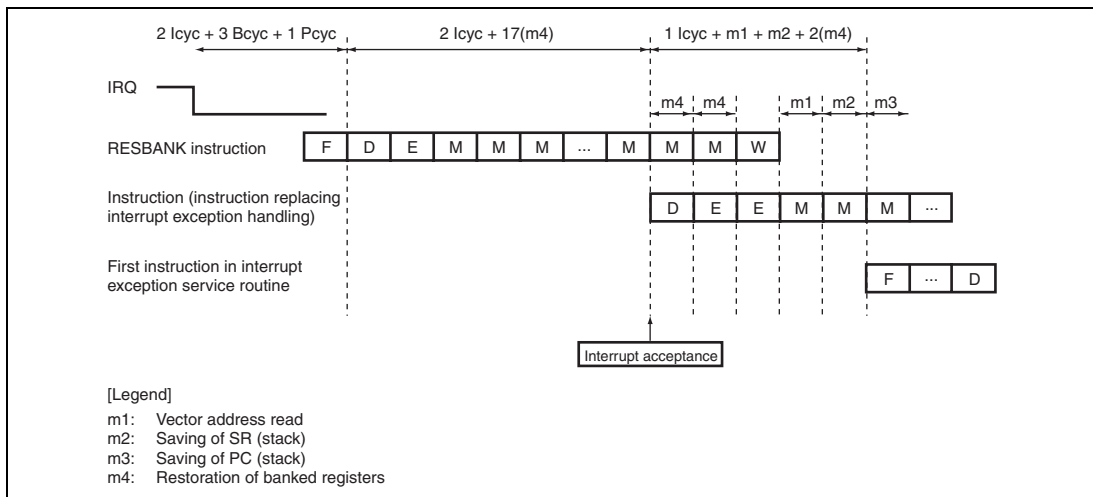 2 Icyc + 3 Bcyc + 1 Pcyc 2 Icyc + 17(m4) 1 Icyc + m1 + m2 + 2(m4)
IRQ
m4 m4 m1 m2 m3
RESBANK instruction F D E M M M ... M M M W
Instruction (instruction replacing
interrupt exception handling) D E E M M M ...
First instruction in interrupt
exception service routine F ... D
Interrupt acceptance
[Legend]
m1: Vector address read
m2: Saving of SR (stack)
m3: Saving of PC (stack)
m4: Restoration of banked registers